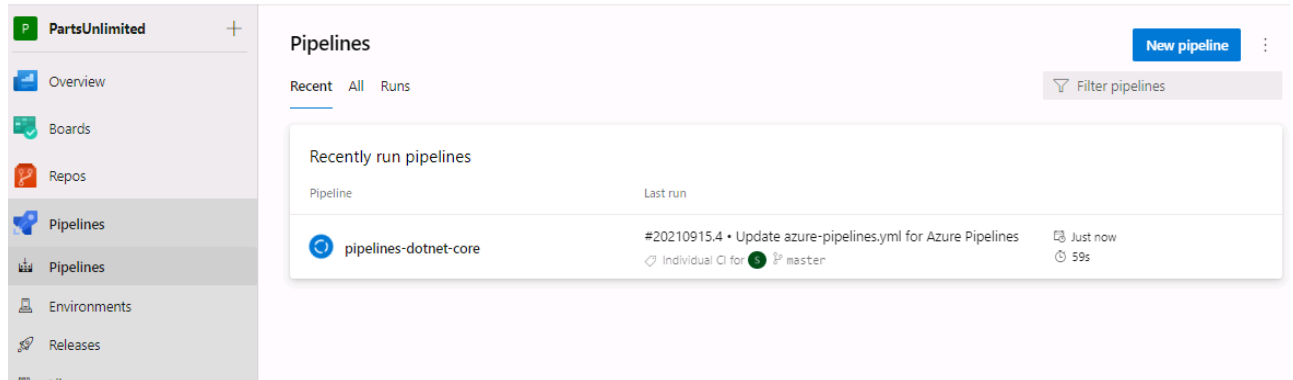 P PartsUnlimited
Overview
Boards
Repos
Pipelines
Pipelines
Environments
Releases
Pipelines
New pipeline
Recent All Runs
Filter pipelines
Recently run pipelines
Pipeline Last run
pipelines-dotnet-core
#20210915.4 • Update azure-pipelines.yml for Azure Pipelines
Just now
Individual CI for S master
59s